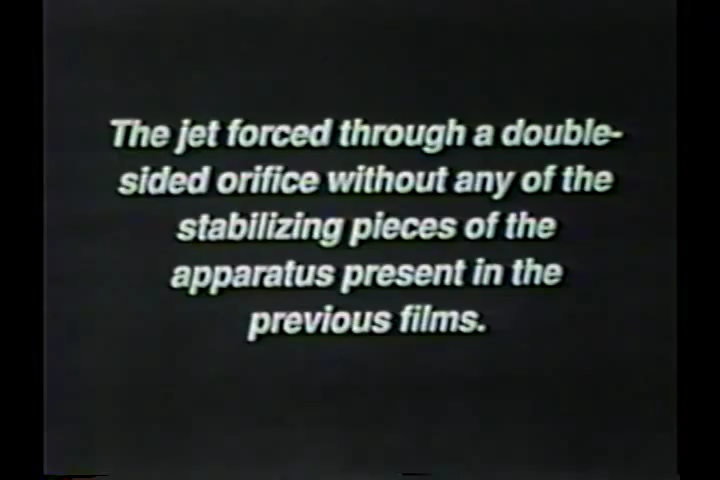 The jet forced through a double-
sided orifice without any of the
stabilizing pieces of the
apparatus present in the
previous films.